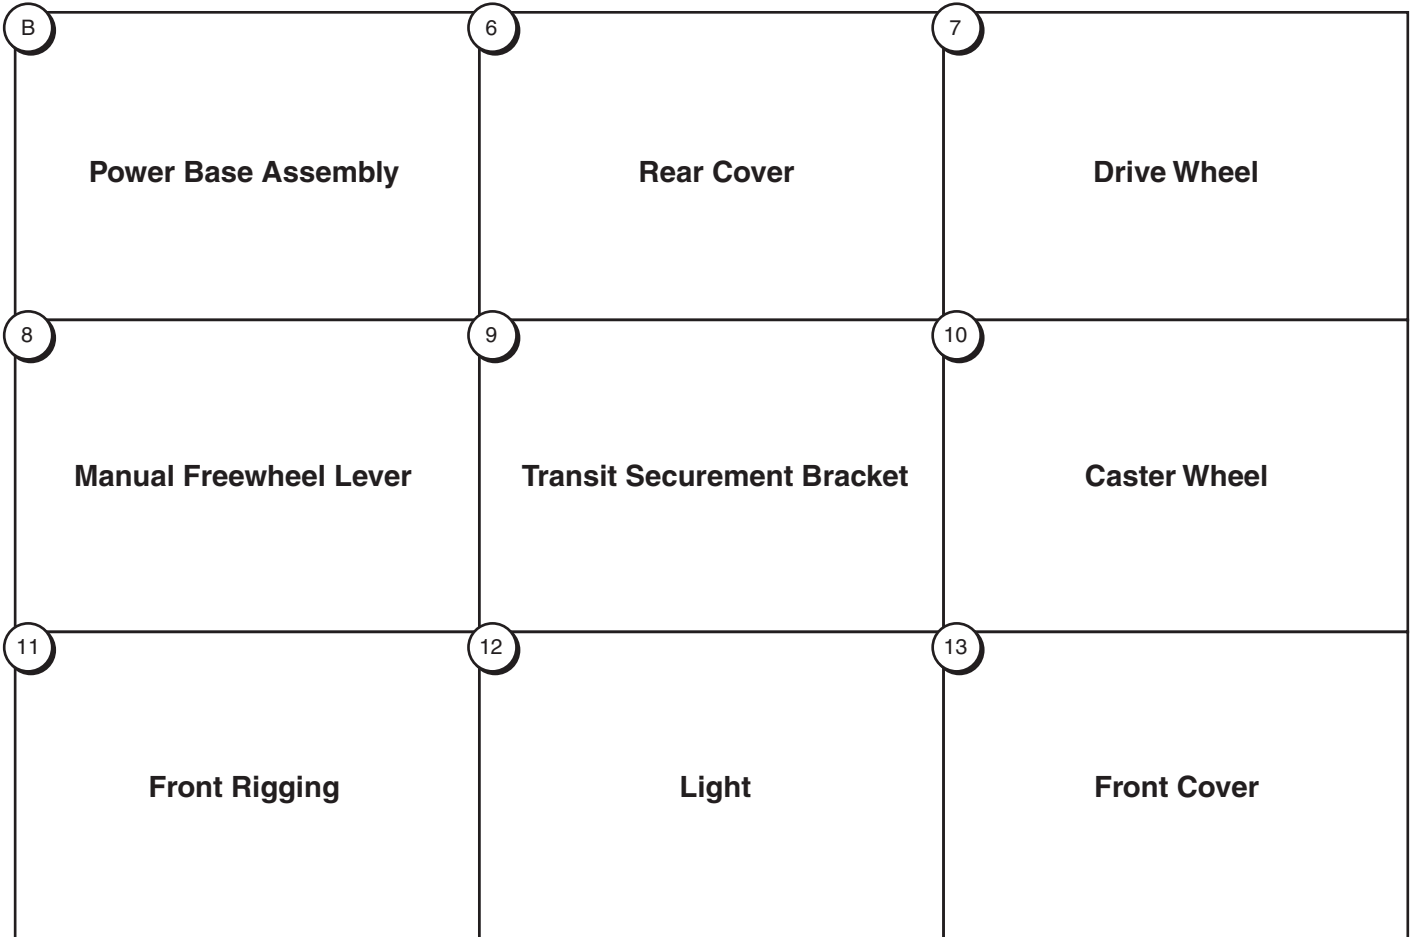 B
Power Base Assembly
6
Rear Cover
7
Drive Wheel
8
Manual Freewheel Lever
9
Transit Securement Bracket
10
Caster Wheel
11
Front Rigging
12
Light
13
Front Cover